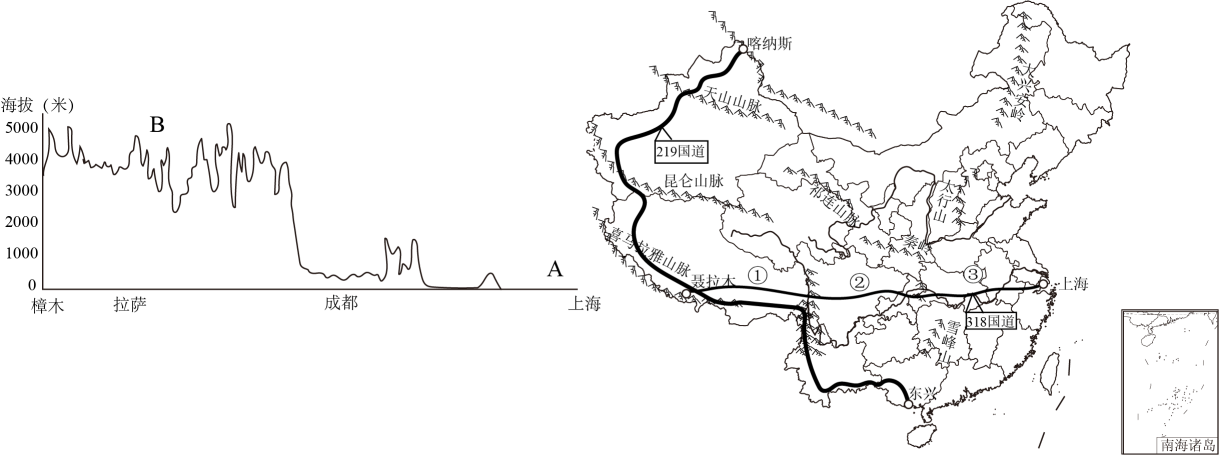 海拔（米）
5000
4000
3000
2000
1000
0
B
A
樟木
拉萨
成都
上海
喀纳斯
天山山脉
219国道
昆仑山脉
祁连山脉
大兴安岭
太行山
秦岭
喜马拉雅山脉
聂拉木
①
②
③
上海
318国道
雪峰山
东兴
南海诸岛